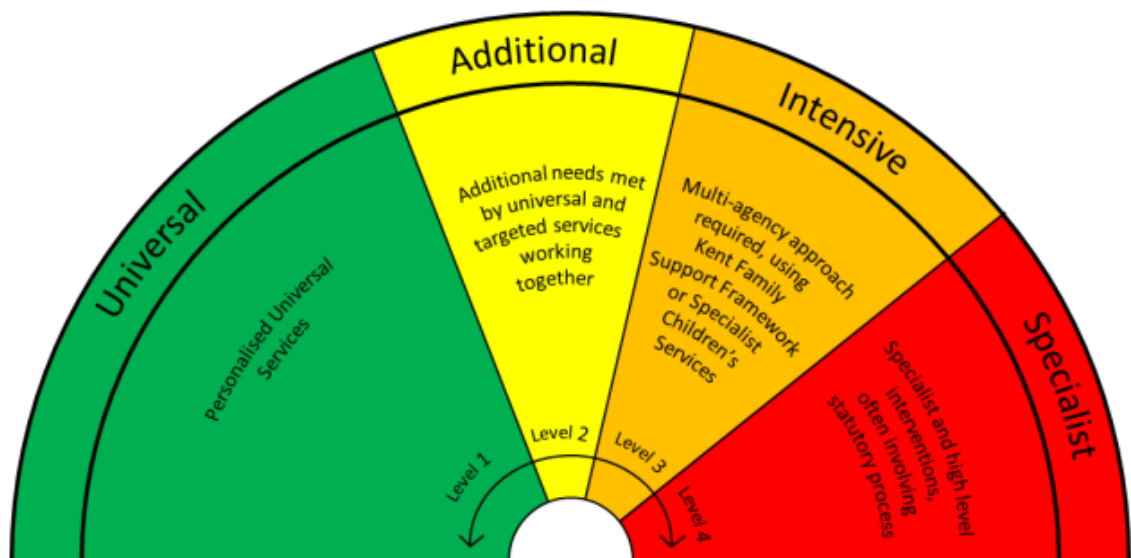 Universal
Personalised Universal
Services
Level 1
Additional
Additional needs met
by universal and
targeted services
working
together
Level 2
Intensive
Multi-agency approach
required, using
Kent Family
Support Framework
or Specialist
Children's
Services
Level 3
Specialist
Specialist and high level
interventions,
often involving
statutory process
Level 4